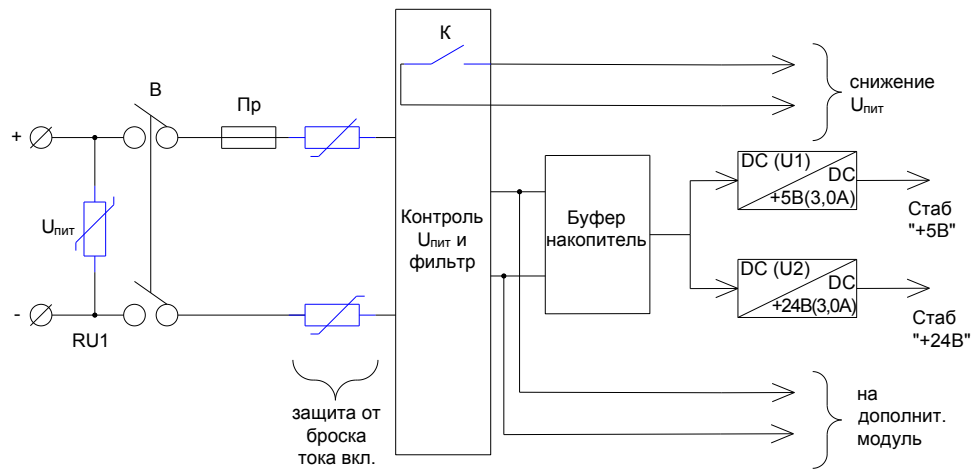 К
снижение
Uпит
В
Пр
+
Uпит
-
RU1
защита от
броска
тока вкл.
Контроль
Uпит и
фильтр
Буфер
накопитель
DC (U1)
DC
+5В(3,0А)
Стаб
"+5В"
DC (U2)
DC
+24В(3,0А)
Стаб
"+24В"
на
дополнит.
модуль